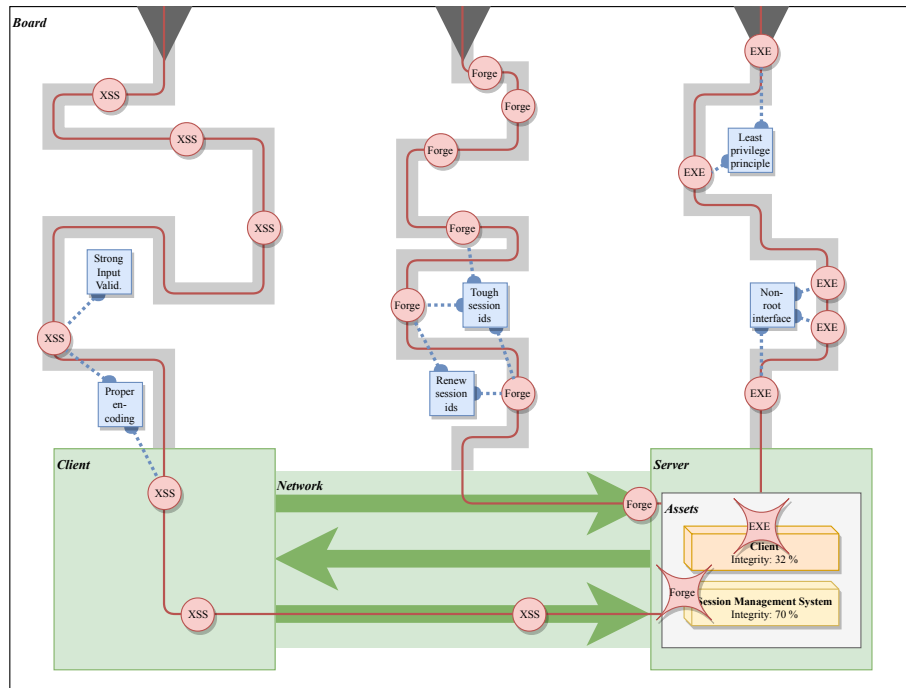 Board
EXE
XSS
Forge
Forge
XSS
Forge
Least
privilege
principle
EXE
XSS
Forge
Strong
Input
Valid.
Tough
session
ids
Non-
root
interface
EXE
EXE
Forge
XSS
Proper
en-
coding
Renew
session
ids
Forge
EXE
Client
Network
Server
XSS
Forge
Assets
EXE
Client
Integrity: 32 %
Forge
Session Management System
Integrity: 70 %
XSS
XSS